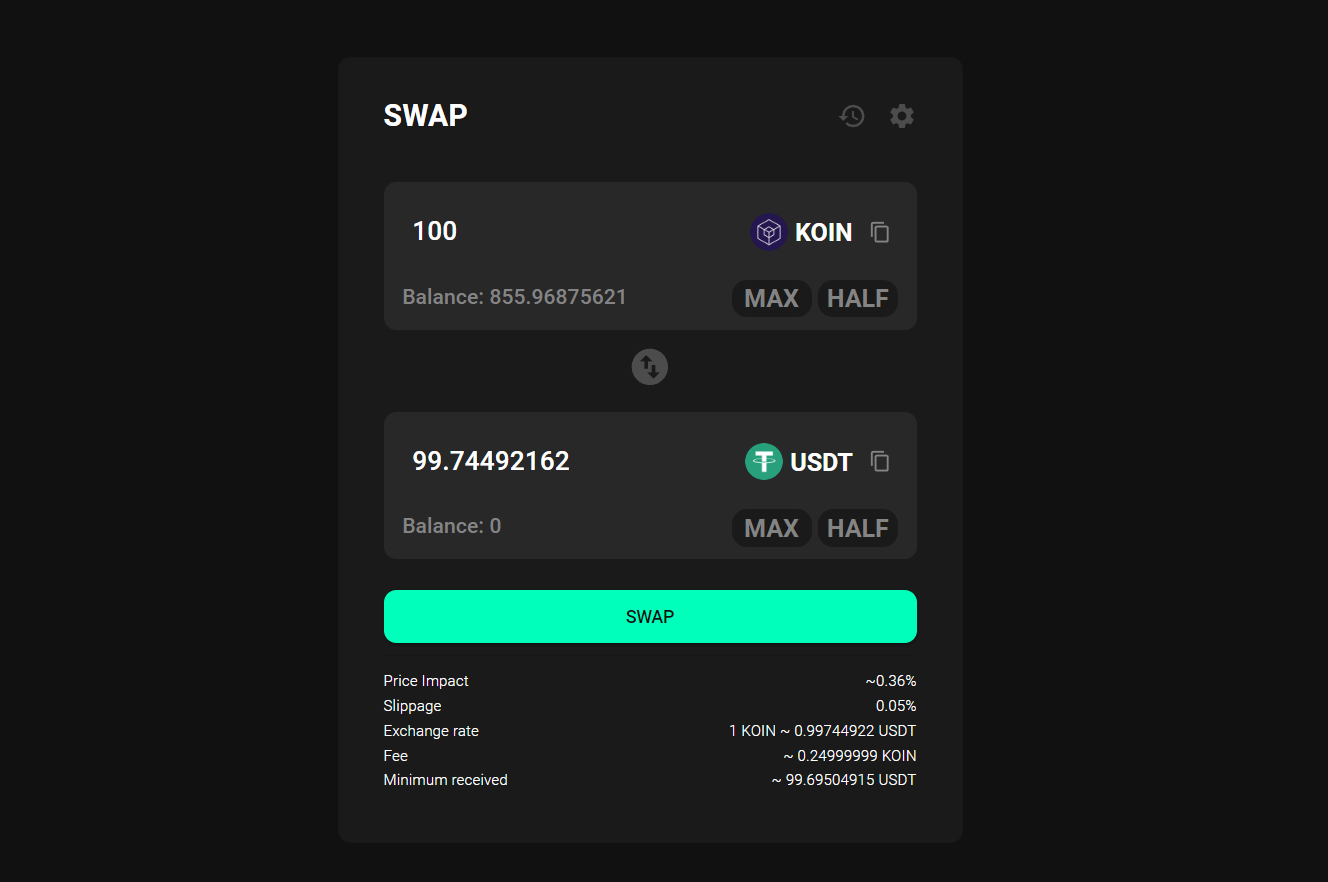 SWAP
100 KOIN
Balance: 855.96875621 MAX HALF
99.74492162 USDT
Balance: 0 MAX HALF
SWAP
Price Impact ~0.36%
Slippage 0.05%
Exchange rate 1 KOIN ~ 0.99744922 USDT
Fee ~ 0.24999999 KOIN
Minimum received ~ 99.69504915 USDT